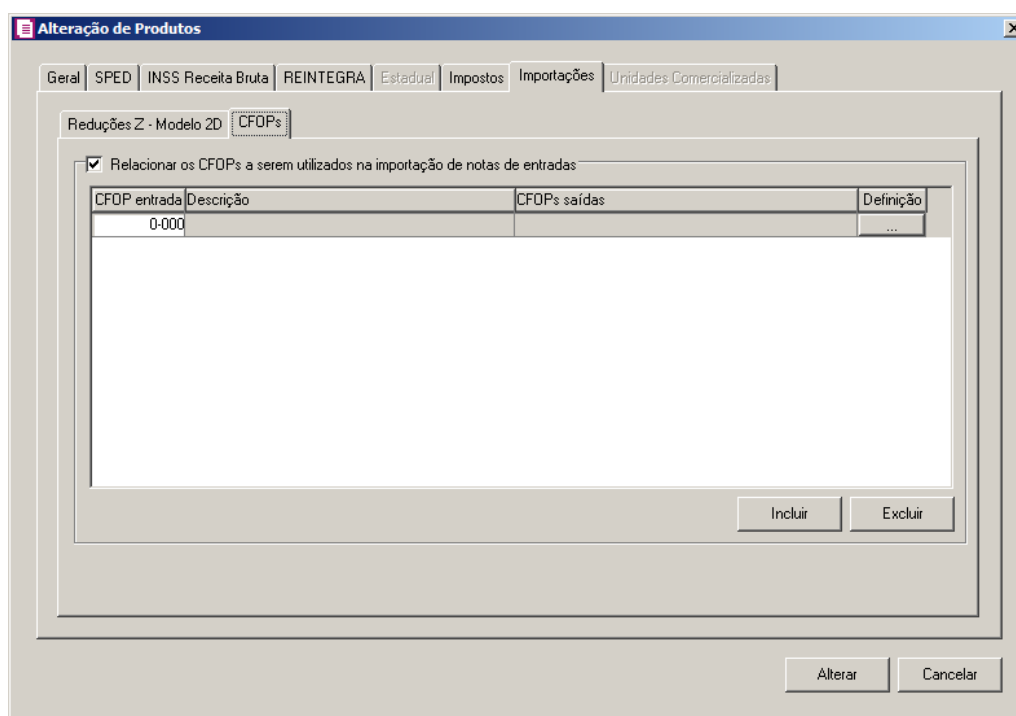 Alteração de Produtos
Geral SPED INSS Receita Bruta REINTEGRA Estadual Impostos Importações Unidades Comercializadas
Reduções Z - Modelo 2D CFOPs
Relacionar os CFOPs a serem utilizados na importação de notas de entradas
CFOP entrada Descrição CFOPs saídas Definição
0-000 ...
Incluir Excluir
Alterar Cancelar